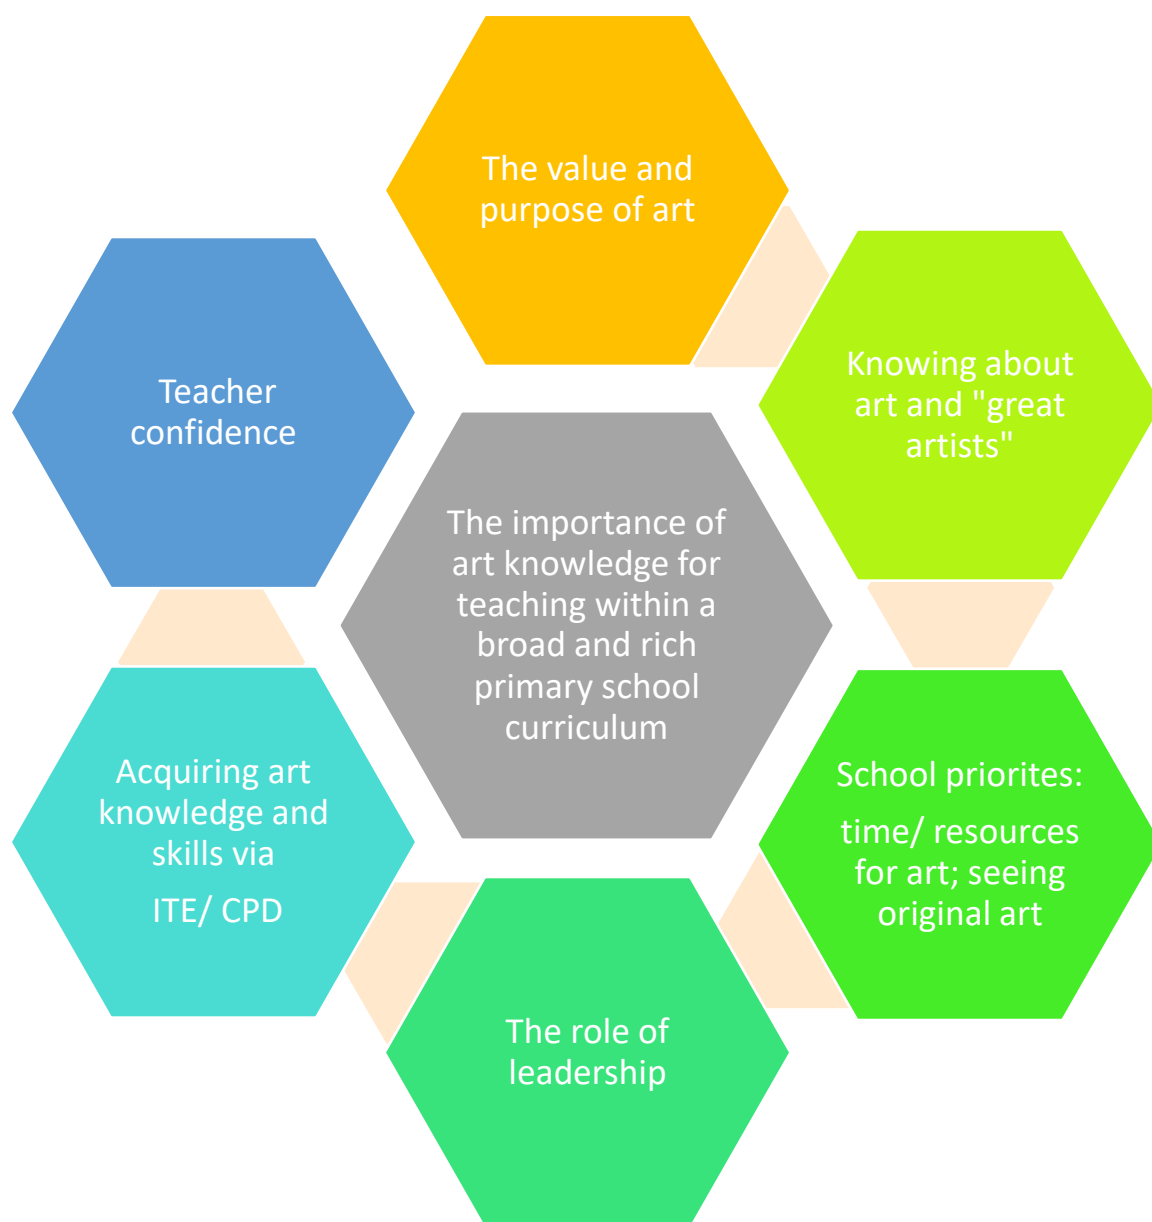 The value and
purpose of art
Knowing about
art and "great
artists"
School priorites:
time/ resources
for art; seeing
original art
The role of
leadership
Acquiring art
knowledge and
skills via
ITE/ CPD
Teacher
confidence
The importance of
art knowledge for
teaching within a
broad and rich
primary school
curriculum